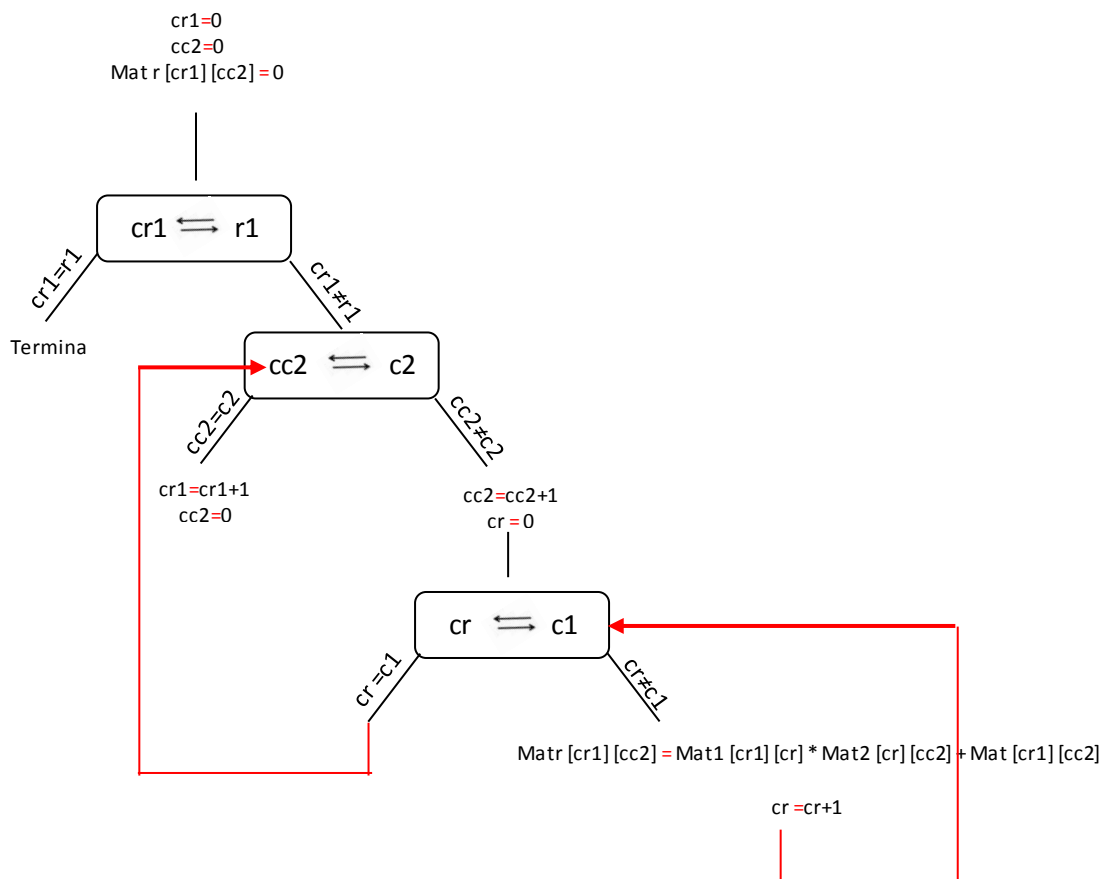 cr1=0
cc2=0
Mat r [cr1] [cc2] = 0
cr1 r1
cr1=r1
cr1≠r1
Termina
cc2 c2
cc2=c2
cc2≠c2
cr1=cr1+1
cc2=0
cc2=cc2+1
cr = 0
cr c1
cr =c1
cr≠c1
Matr [cr1] [cc2] = Mat1 [cr1] [cr] * Mat2 [cr] [cc2] + Mat [cr1] [cc2]
cr =cr+1